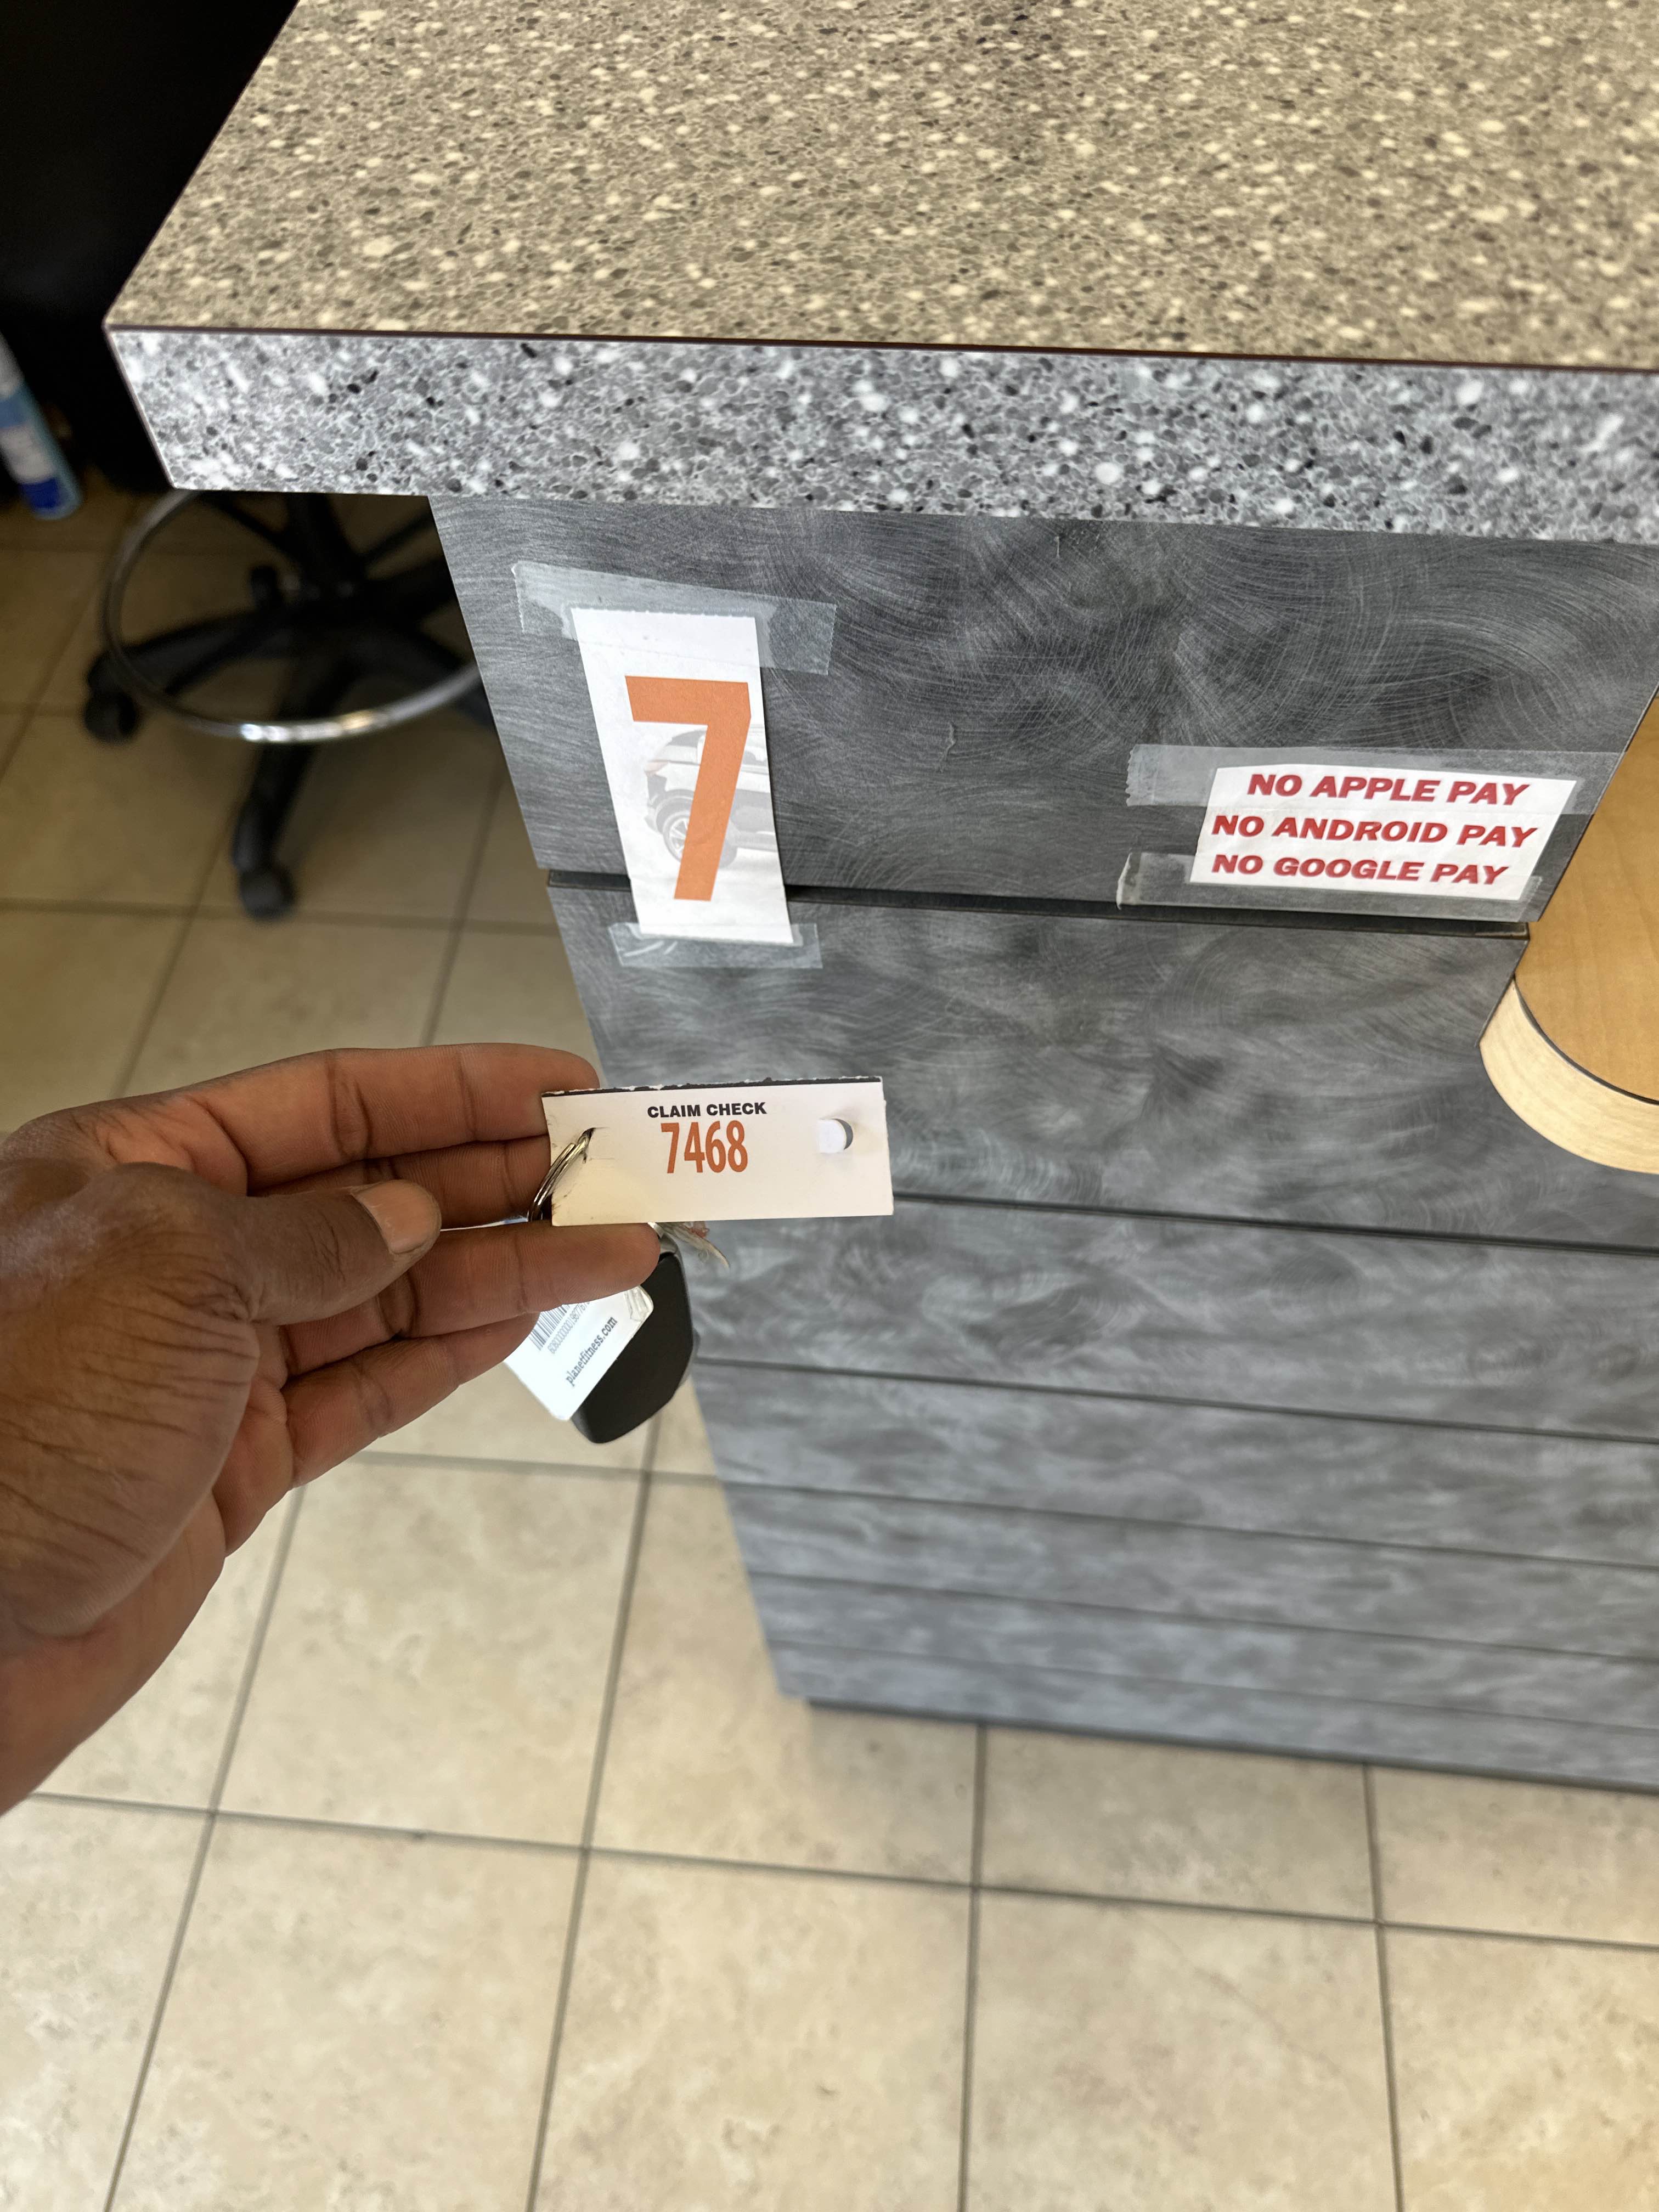 7
NO APPLE PAY
NO ANDROID PAY
NO GOOGLE PAY
CLAIM CHECK
7468
planetfitness.com